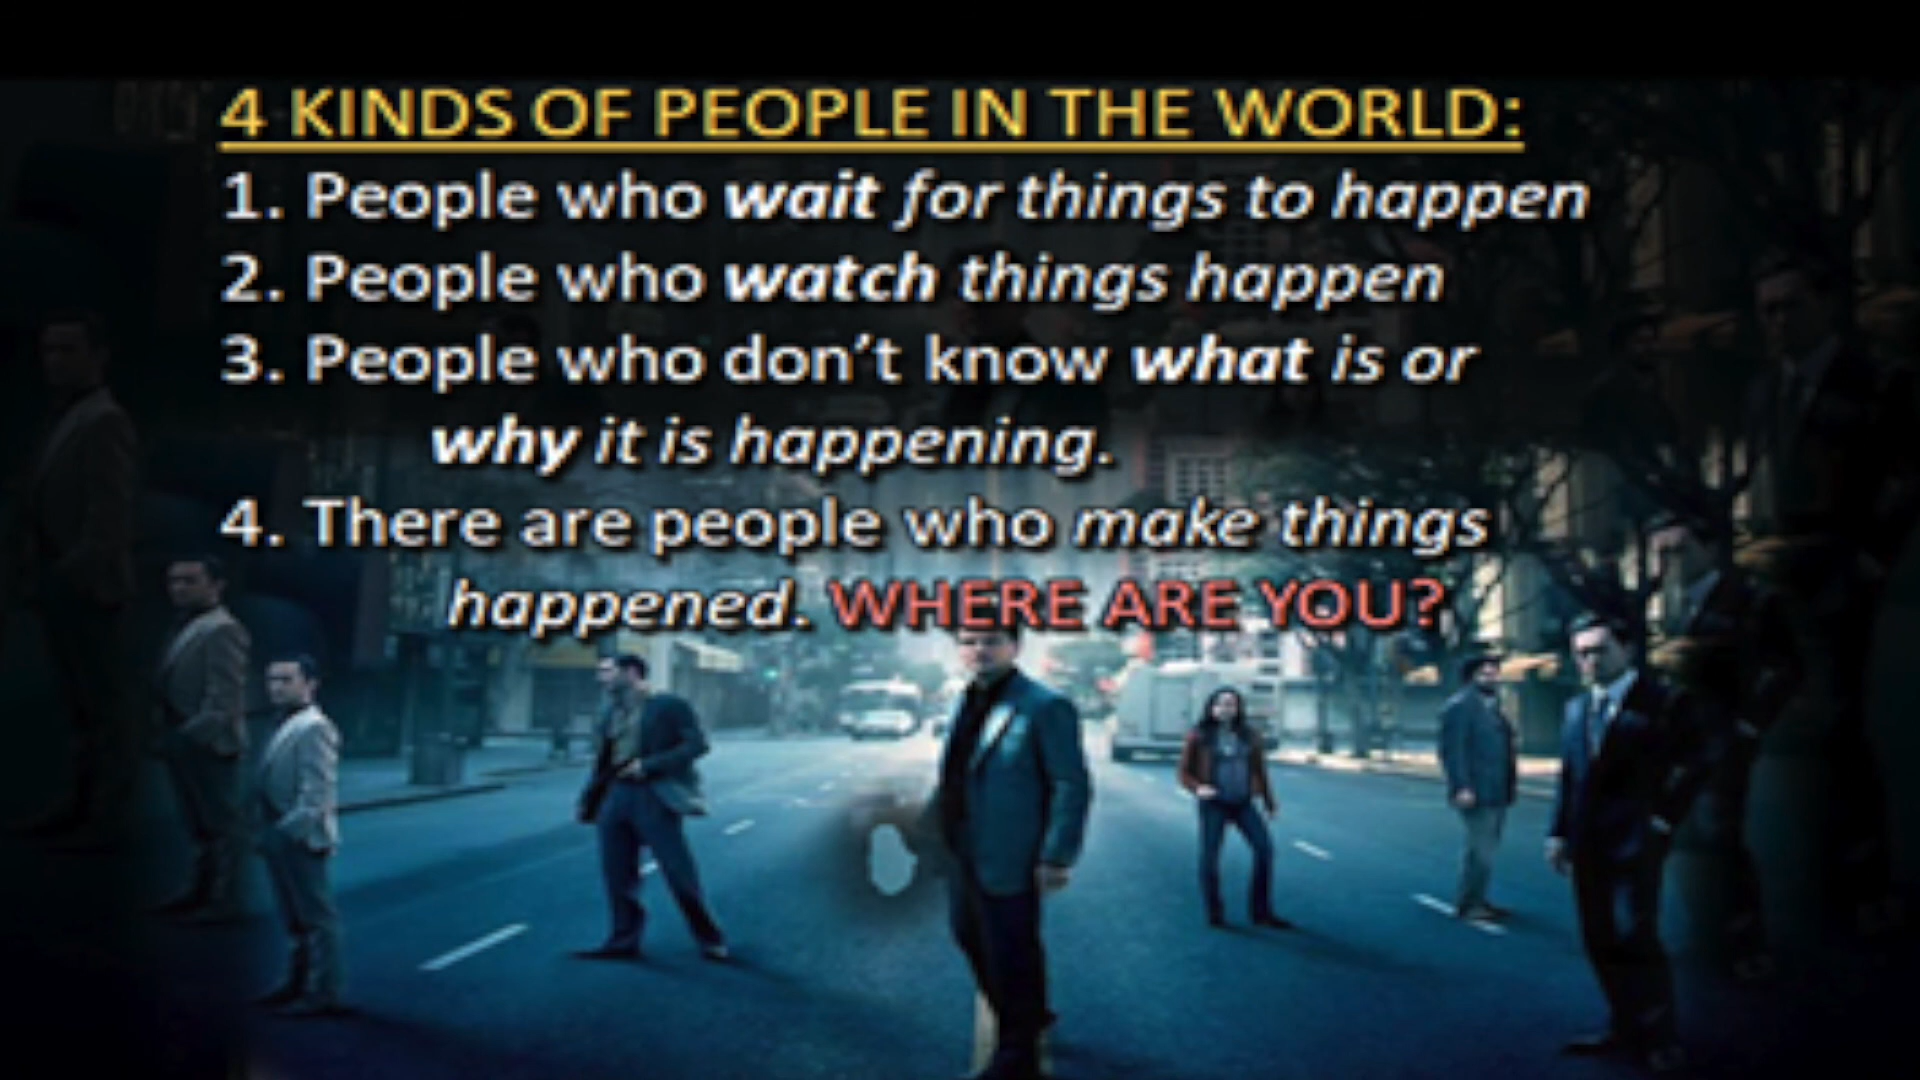 4 KINDS OF PEOPLE IN THE WORLD:
1. People who wait for things to happen
2. People who watch things happen
3. People who don't know what is or
why it is happening.
4. There are people who make things
happened. WHERE ARE YOU?